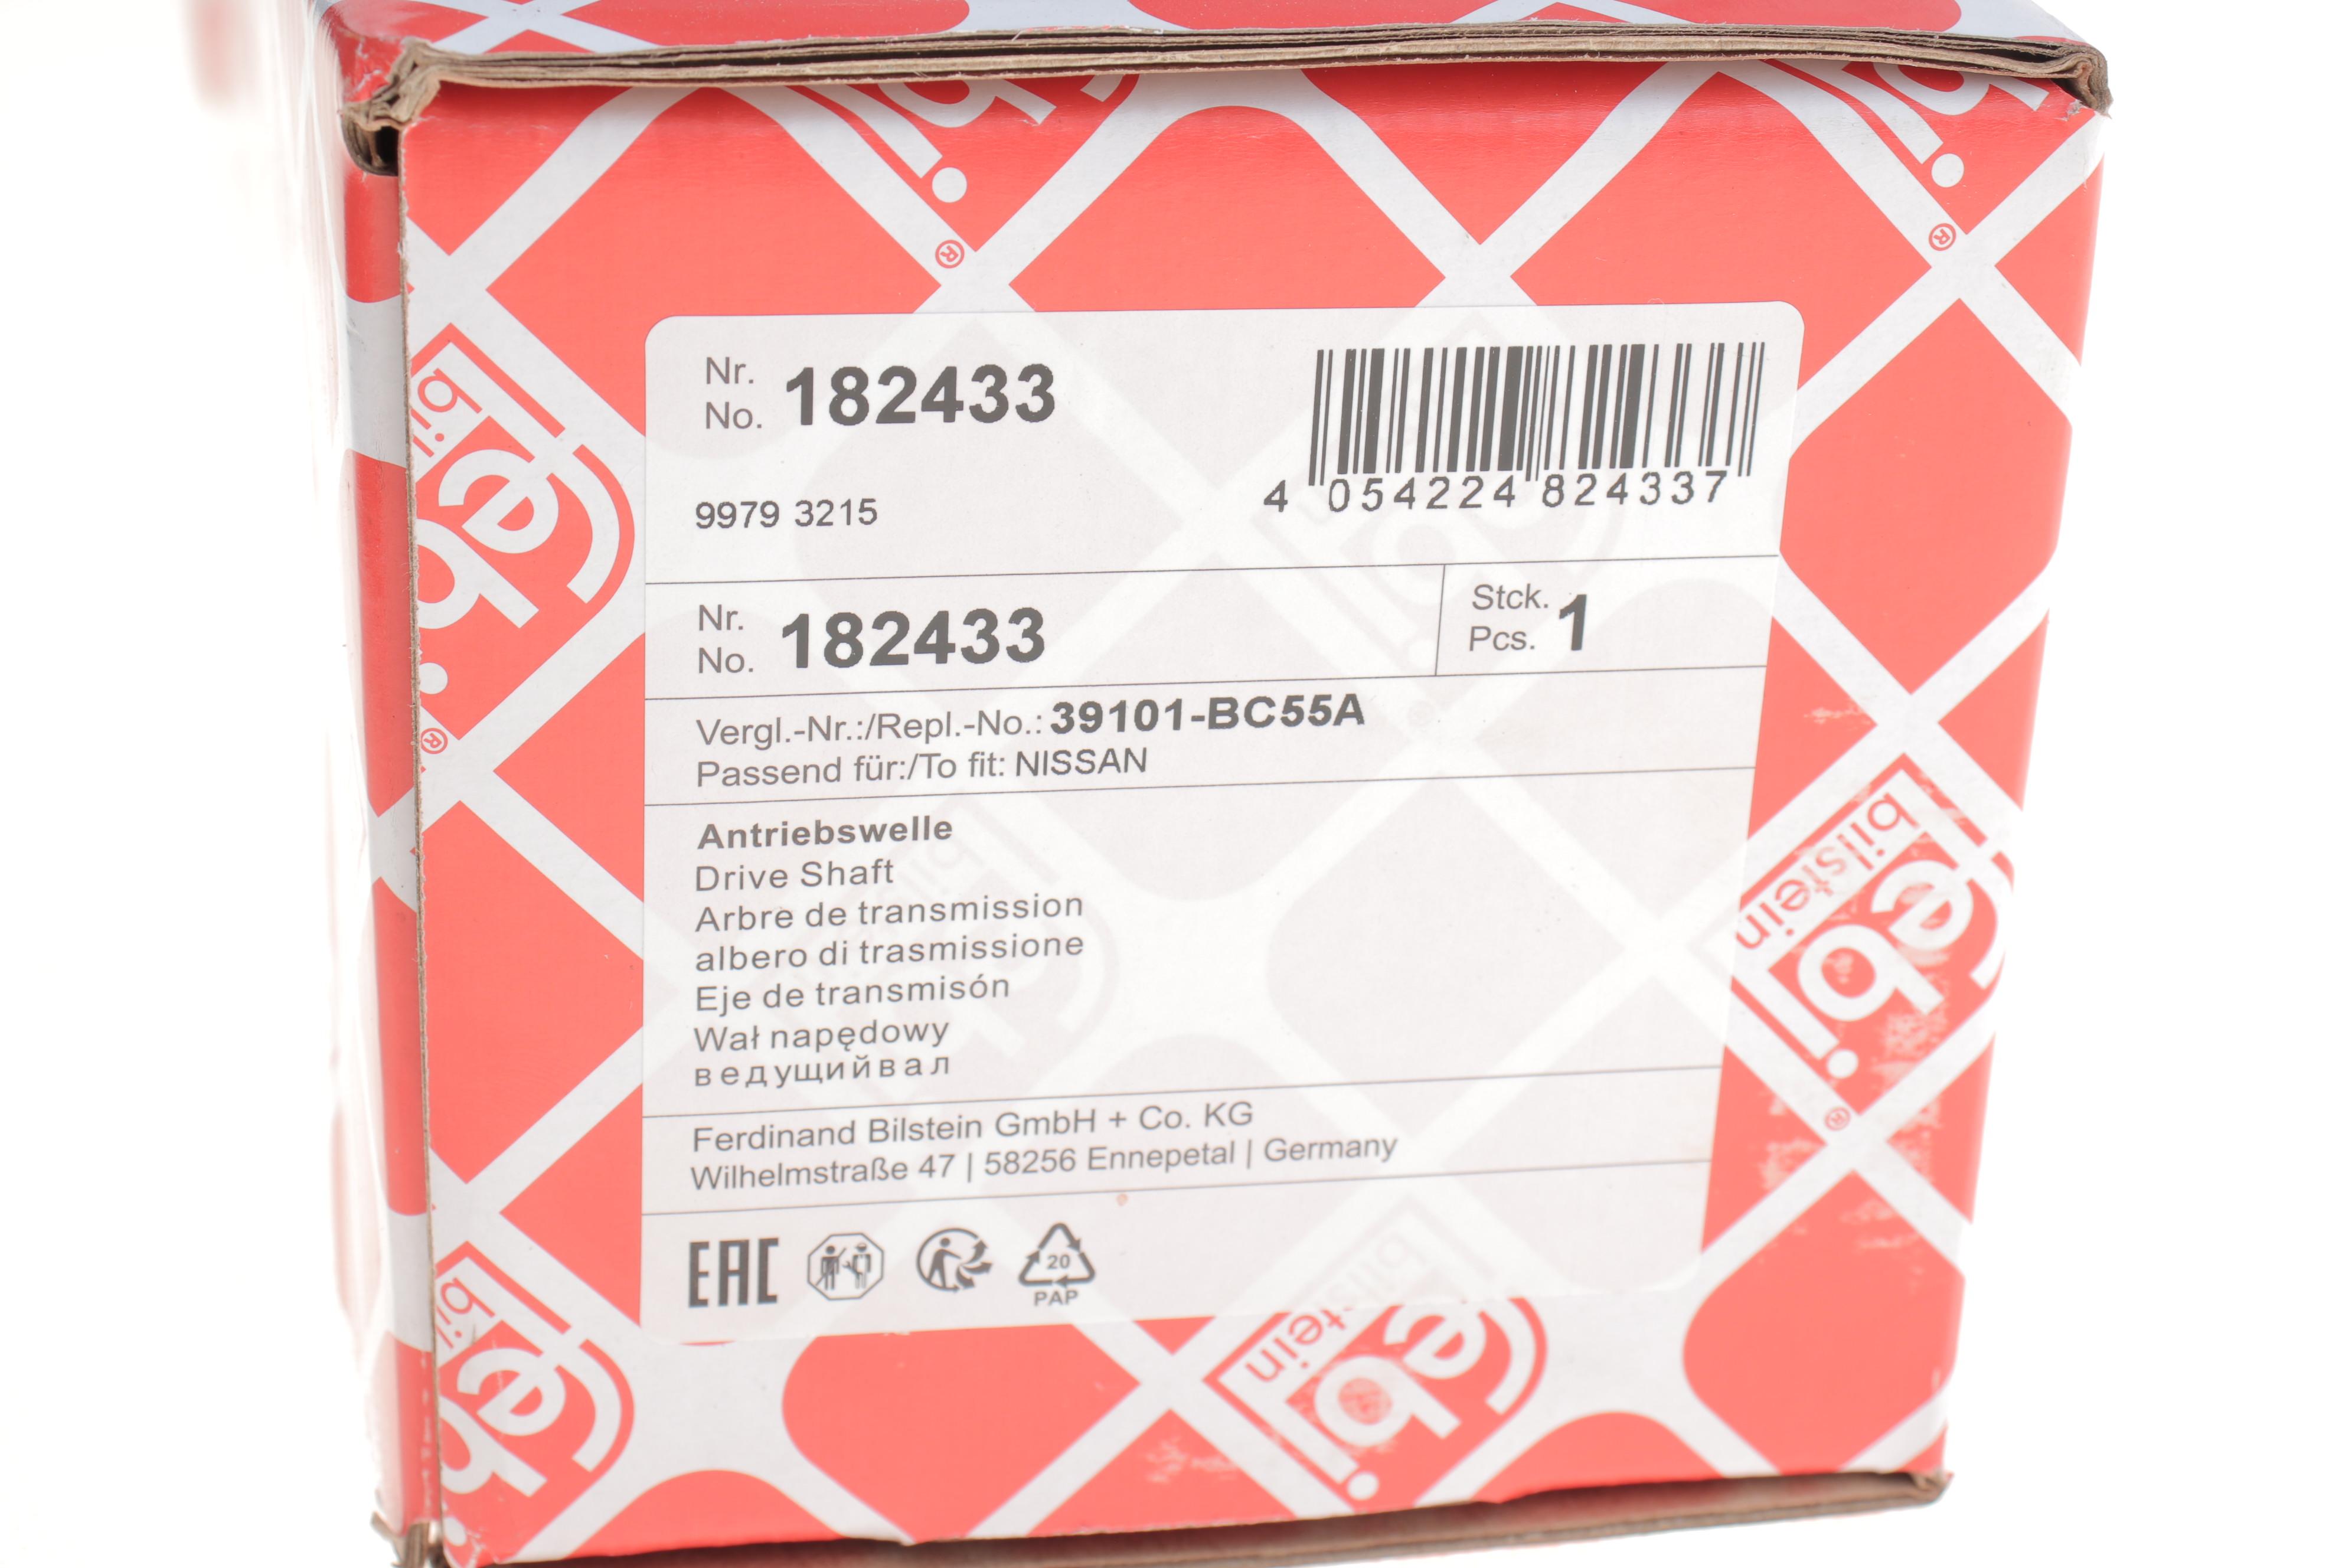 febi
bilstein
®
Nr.
No. 182433
9979 3215
4 054224 824337
Nr.
No. 182433
Stck.
Pcs. 1
Vergl.-Nr.:/Repl.-No.: 39101-BC55A
Passend für:/To fit: NISSAN
Antriebswelle
Drive Shaft
Arbre de transmission
albero di trasmissione
Eje de transmisón
Wał napędowy
ведущийвал
Ferdinand Bilstein GmbH + Co. KG
Wilhelmstraße 47 | 58256 Ennepetal | Germany
EAC
20
PAP